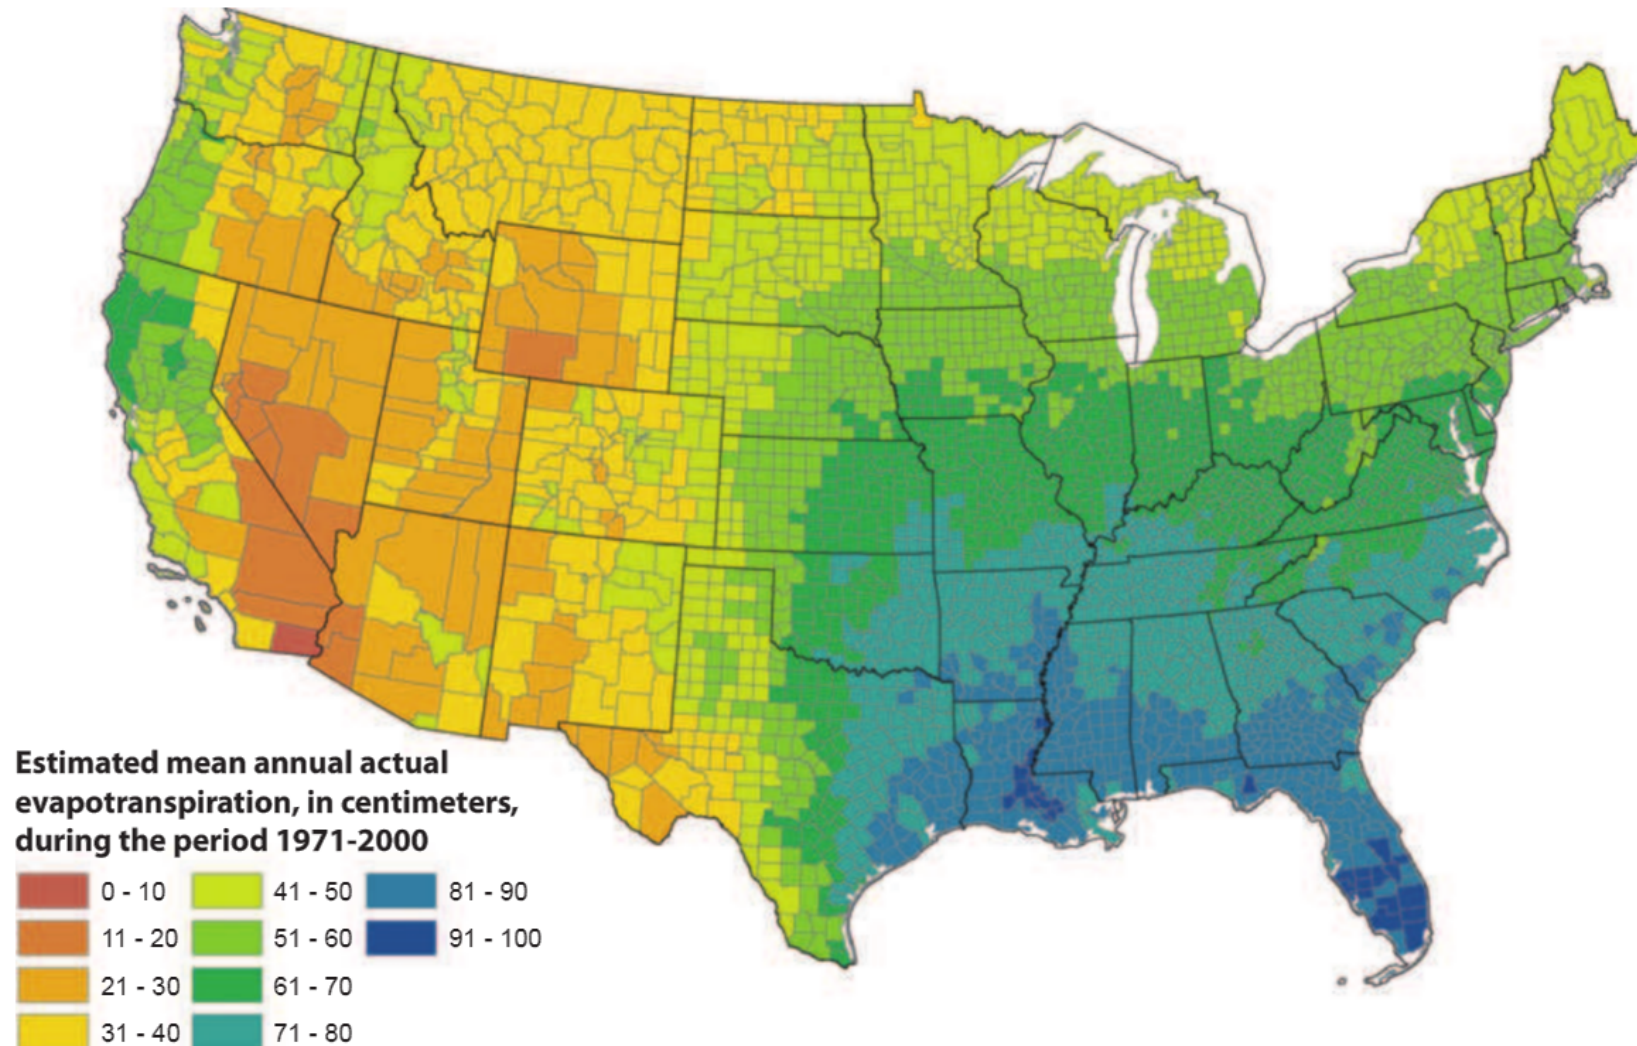 Estimated mean annual actual
evapotranspiration, in centimeters,
during the period 1971-2000
0 - 10
41 - 50
81 - 90
11 - 20
51 - 60
91 - 100
21 - 30
61 - 70
31 - 40
71 - 80